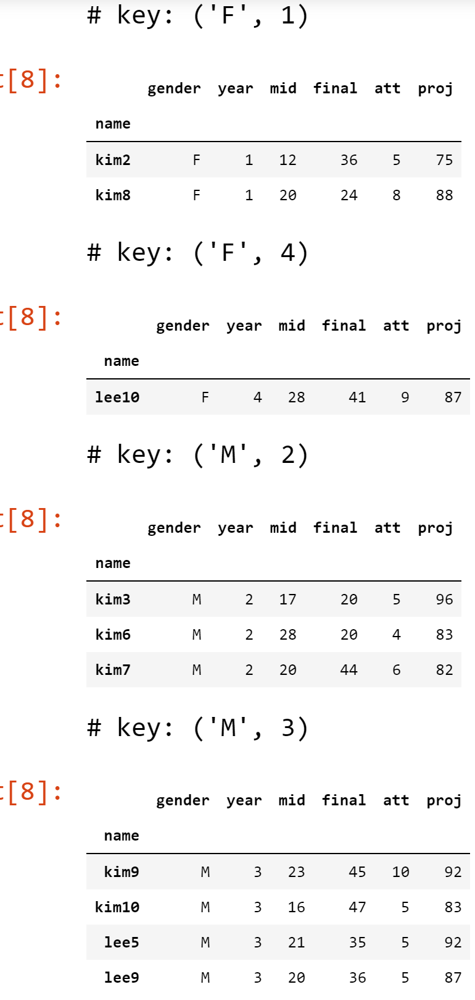 # key: ('F', 1)
t[8]:
gender year mid final att proj
name
kim2 F 1 12 36 5 75
kim8 F 1 20 24 8 88
# key: ('F', 4)
t[8]:
gender year mid final att proj
name
lee10 F 4 28 41 9 87
# key: ('M', 2)
t[8]:
gender year mid final att proj
name
kim3 M 2 17 20 5 96
kim6 M 2 28 20 4 83
kim7 M 2 20 44 6 82
# key: ('M', 3)
t[8]:
gender year mid final att proj
name
kim9 M 3 23 45 10 92
kim10 M 3 16 47 5 83
lee5 M 3 21 35 5 92
lee9 M 3 20 36 5 87